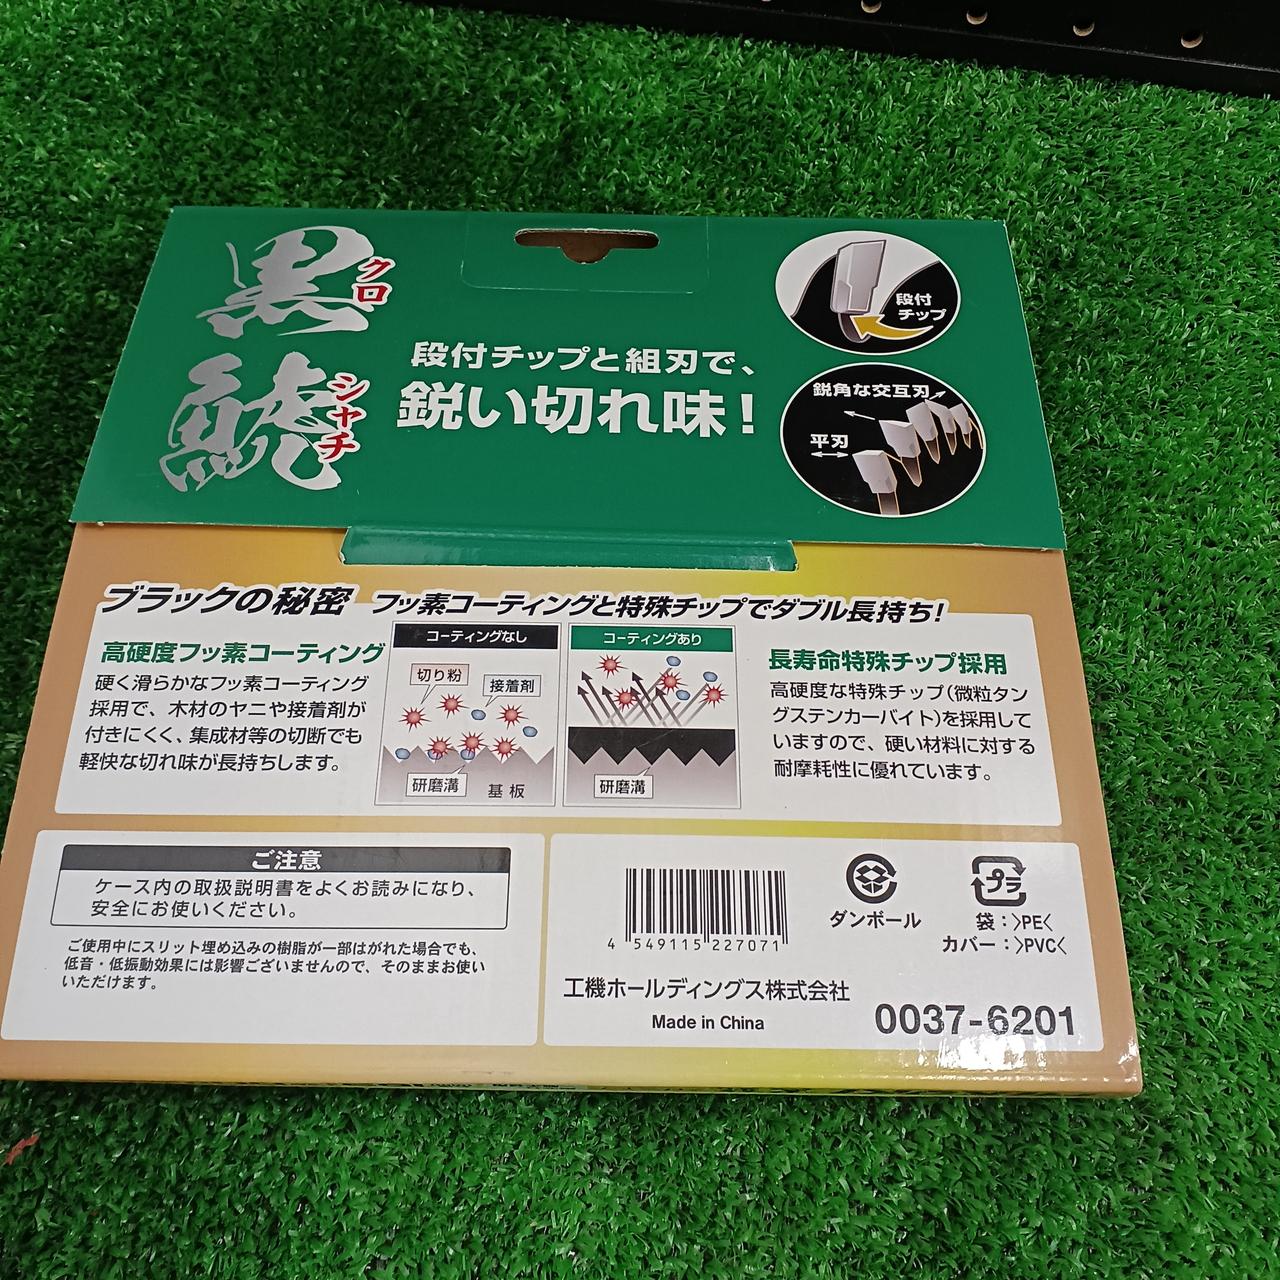 黒
クロ
鯱
シャチ
段付チップと組刃で、
鋭い切れ味!
段付
チップ
鋭角な交互刃
平刃
ブラックの秘密 フッ素コーティングと特殊チップでダブル長持ち!
高硬度フッ素コーティング
硬く滑らかなフッ素コーティング
採用で、木材のヤニや接着剤が
付きにくく、集成材等の切断でも
軽快な切れ味が長持ちします。
コーティングなし
切り粉
接着剤
研磨溝
基板
コーティングあり
研磨溝
長寿命特殊チップ採用
高硬度な特殊チップ(微粒タン
グステンカーバイト)を採用して
いますので、硬い材料に対する
耐摩耗性に優れています。
ご注意
ケース内の取扱説明書をよくお読みになり、
安全にお使いください。
ご使用中にスリット埋め込みの樹脂が一部はがれた場合でも、
低音・低振動効果には影響ございませんので、そのままお使い
いただけます。
4 549115 227071
ダンボール
プラ
袋:>PE<
カバー:>PVC<
工機ホールディングス株式会社
Made in China
0037-6201